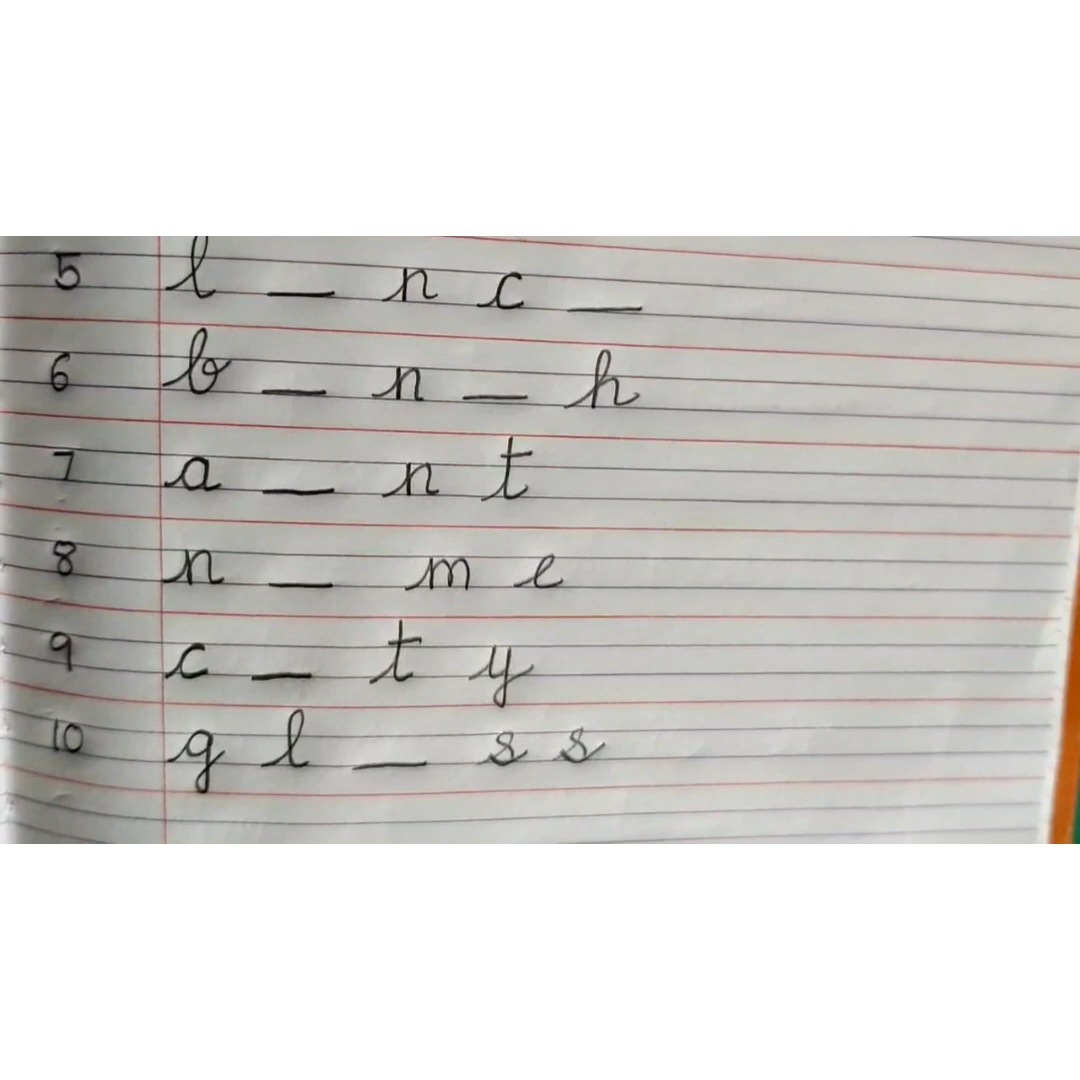 5 l _ n c _
6 b _ n _ h
7 a _ n t
8 n _ m e
9 c _ t y
10 g l _ s s